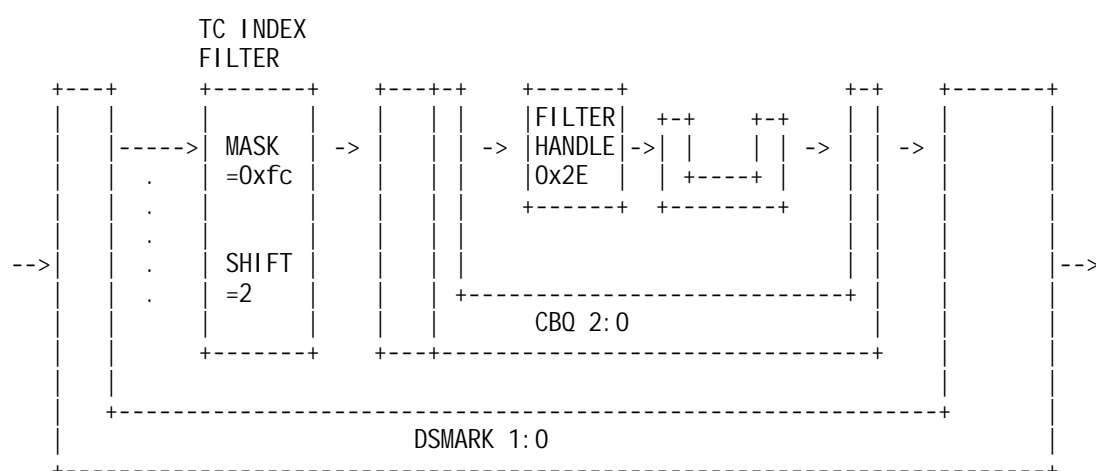 TC INDEX
FILTER
FILTER
MASK
HANDLE
=0xfc
0x2E
SHIFT
=2
CBQ 2:0
DSMARK 1:0